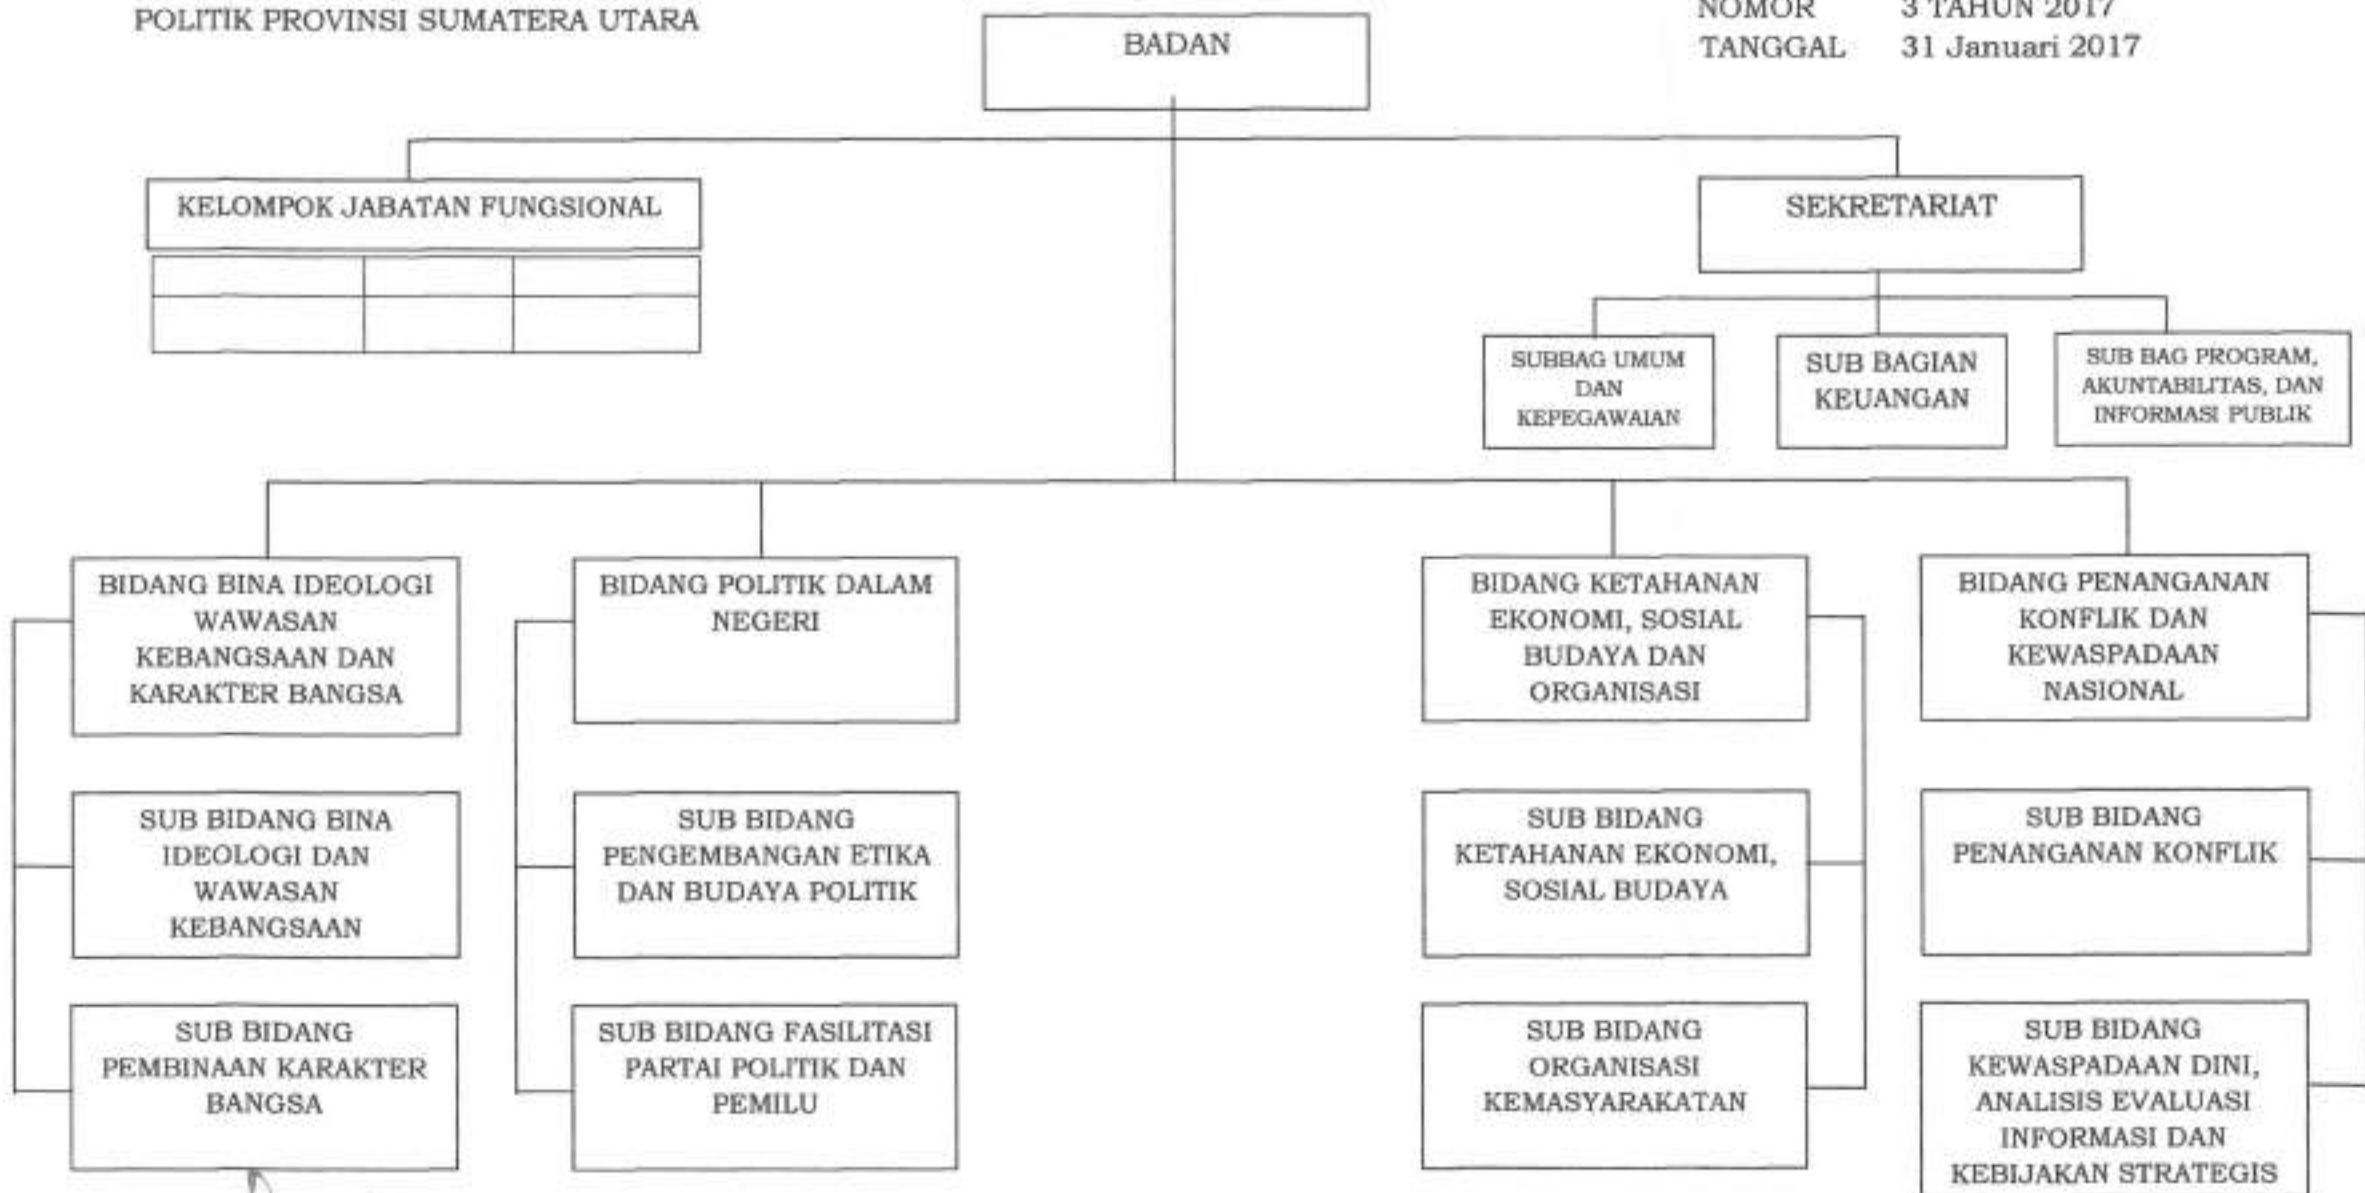 POLITIK PROVINSI SUMATERA UTARA
NOMOR 3 TAHUN 2017
TANGGAL 31 Januari 2017
BADAN
KELOMPOK JABATAN FUNGSIONAL
SEKRETARIAT
SUBBAG UMUM
DAN
KEPEGAWAIAN
SUB BAGIAN
KEUANGAN
SUB BAG PROGRAM,
AKUNTABILITAS, DAN
INFORMASI PUBLIK
BIDANG BINA IDEOLOGI
WAWASAN
KEBANGSAAN DAN
KARAKTER BANGSA
BIDANG POLITIK DALAM
NEGERI
BIDANG KETAHANAN
EKONOMI, SOSIAL
BUDAYA DAN
ORGANISASI
BIDANG PENANGANAN
KONFLIK DAN
KEWASPADAAN
NASIONAL
SUB BIDANG BINA
IDEOLOGI DAN
WAWASAN
KEBANGSAAN
SUB BIDANG
PENGEMBANGAN ETIKA
DAN BUDAYA POLITIK
SUB BIDANG
KETAHANAN EKONOMI,
SOSIAL BUDAYA
SUB BIDANG
PENANGANAN KONFLIK
SUB BIDANG
PEMBINAAN KARAKTER
BANGSA
SUB BIDANG FASILITASI
PARTAI POLITIK DAN
PEMILU
SUB BIDANG
ORGANISASI
KEMASYARAKATAN
SUB BIDANG
KEWASPADAAN DINI,
ANALISIS EVALUASI
INFORMASI DAN
KEBIJAKAN STRATEGIS